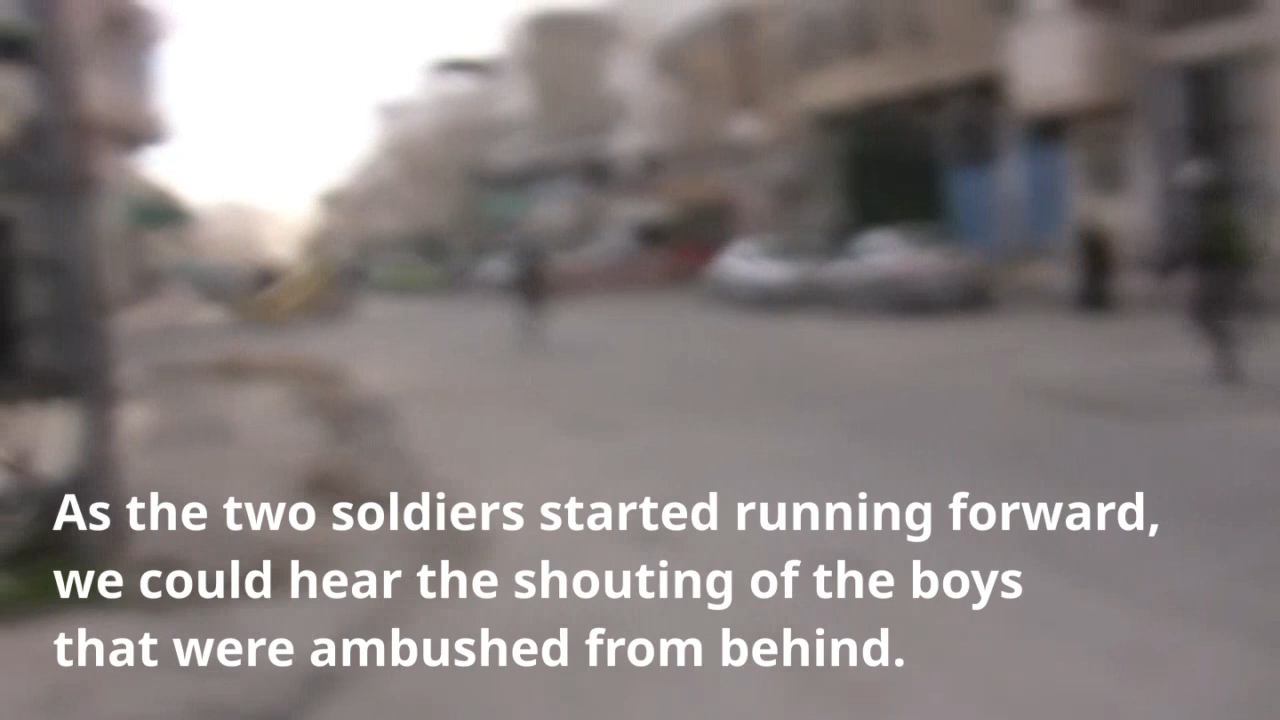 As the two soldiers started running forward,
we could hear the shouting of the boys
that were ambushed from behind.